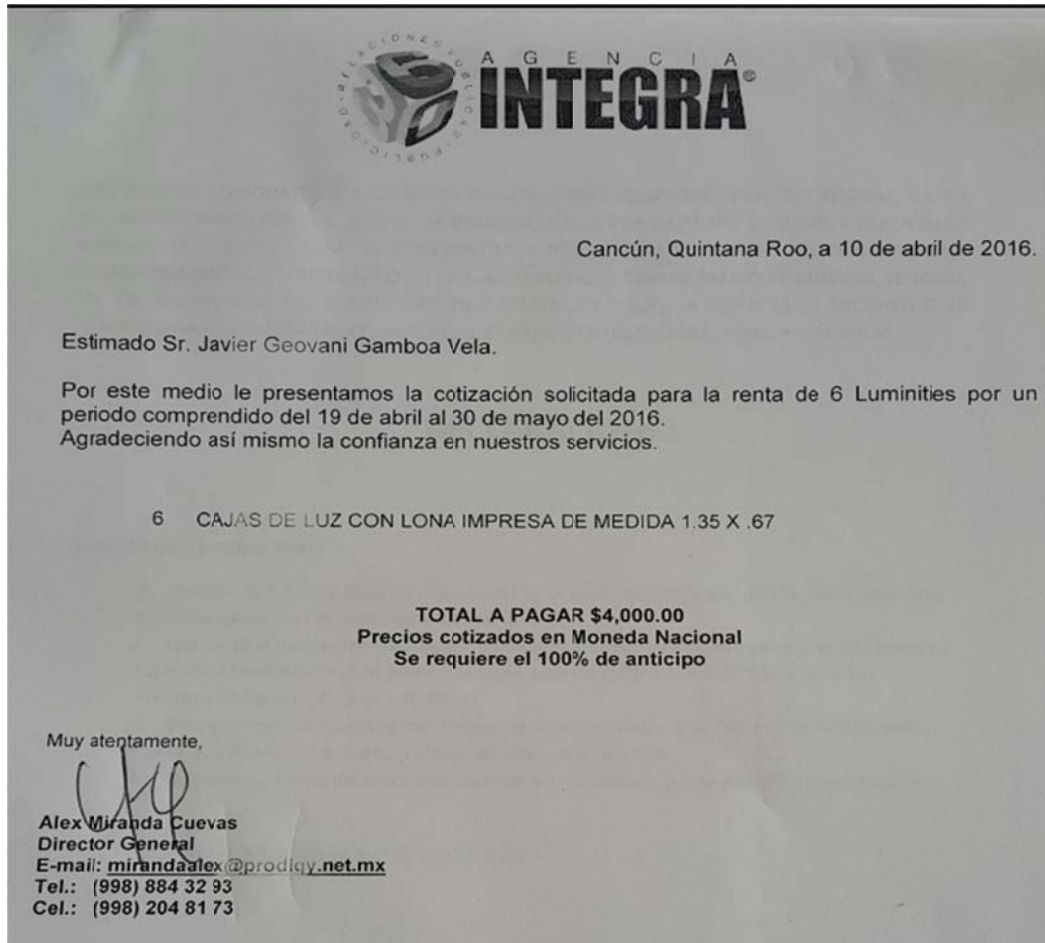 AGENCIA
INTEGRA®
RELACIONES PUBLICAS PUBLICIDAD
Cancún, Quintana Roo, a 10 de abril de 2016.
Estimado Sr. Javier Geovani Gamboa Vela.
Por este medio le presentamos la cotización solicitada para la renta de 6 Luminities por un
periodo comprendido del 19 de abril al 30 de mayo del 2016.
Agradeciendo así mismo la confianza en nuestros servicios.
6 CAJAS DE LUZ CON LONA IMPRESA DE MEDIDA 1.35 X .67
TOTAL A PAGAR $4,000.00
Precios cotizados en Moneda Nacional
Se requiere el 100% de anticipo
Muy atentamente,
Alex Miranda Cuevas
Director General
E-mail: mirandaalex@prodigy.net.mx
Tel.: (998) 884 32 93
Cel.: (998) 204 81 73